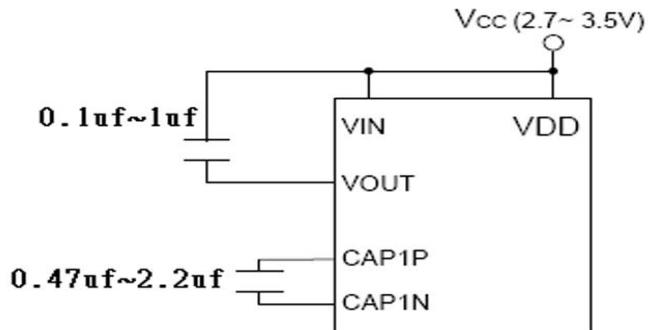 Vcc (2.7~ 3.5V)
0.1uf~1uf
VIN VDD
VOUT
CAP1P
0.47uf~2.2uf
CAP1N